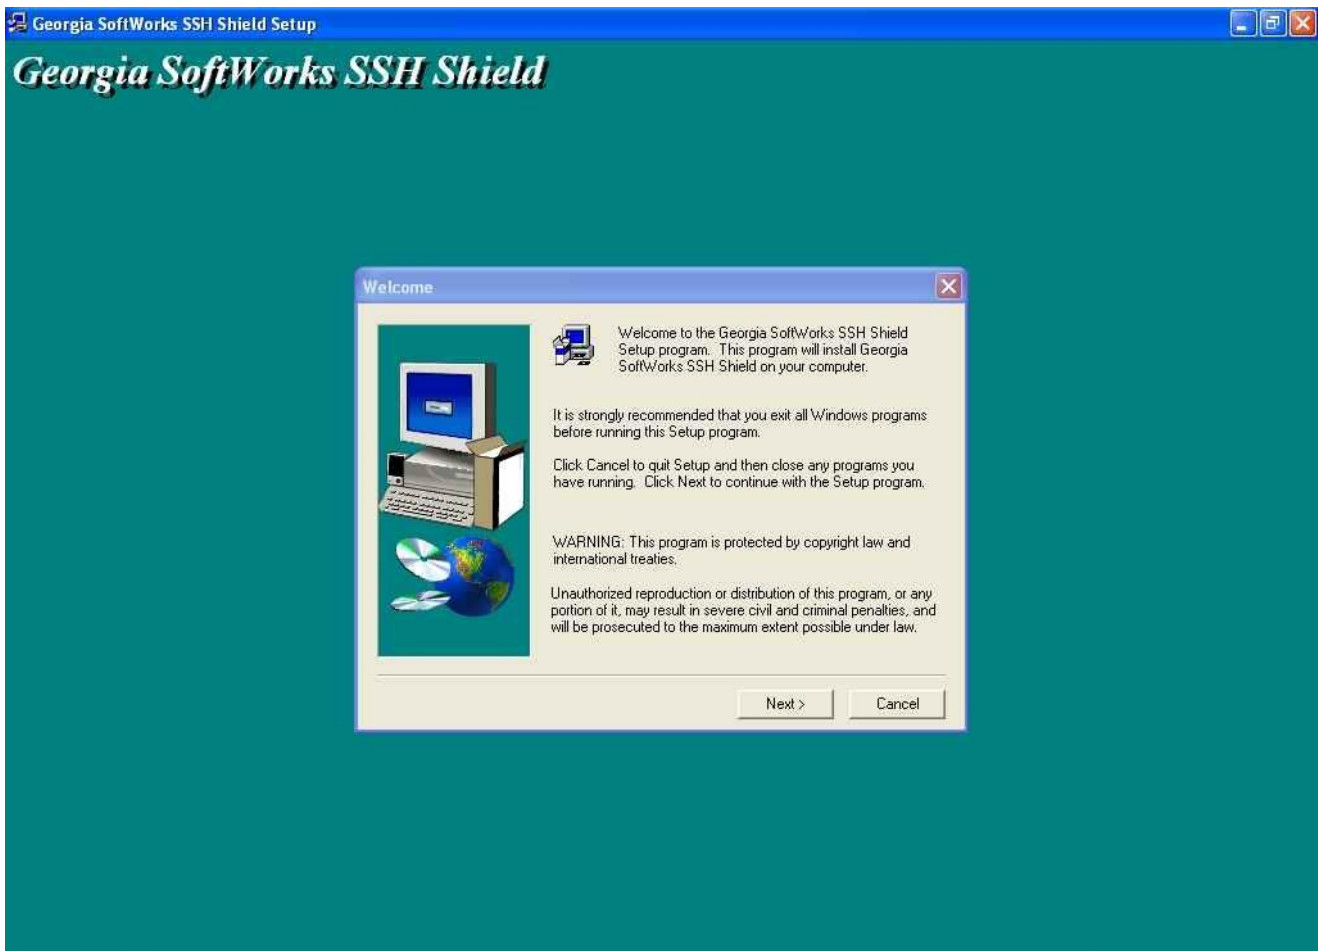 Georgia SoftWorks SSH Shield Setup
Georgia SoftWorks SSH Shield
Welcome
Welcome to the Georgia SoftWorks SSH Shield
Setup program. This program will install Georgia
SoftWorks SSH Shield on your computer.
It is strongly recommended that you exit all Windows programs
before running this Setup program.
Click Cancel to quit Setup and then close any programs you
have running. Click Next to continue with the Setup program.
WARNING: This program is protected by copyright law and
international treaties.
Unauthorized reproduction or distribution of this program, or any
portion of it, may result in severe civil and criminal penalties, and
will be prosecuted to the maximum extent possible under law.
Next > Cancel